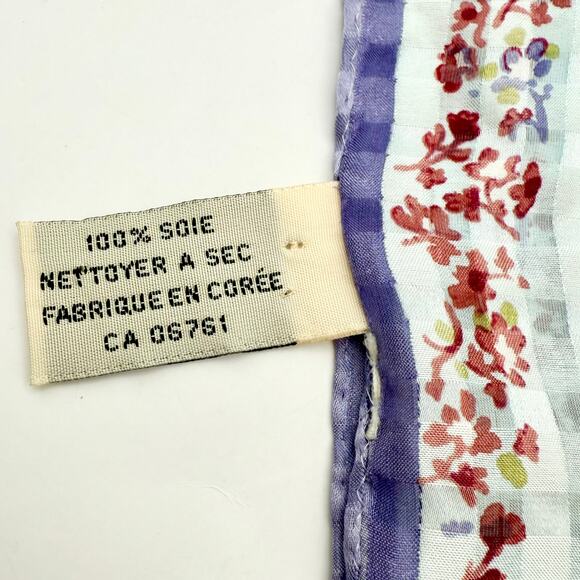 100% SOIE
NETTOYER A SEC
FABRIQUE EN CORÉE
CA 06761